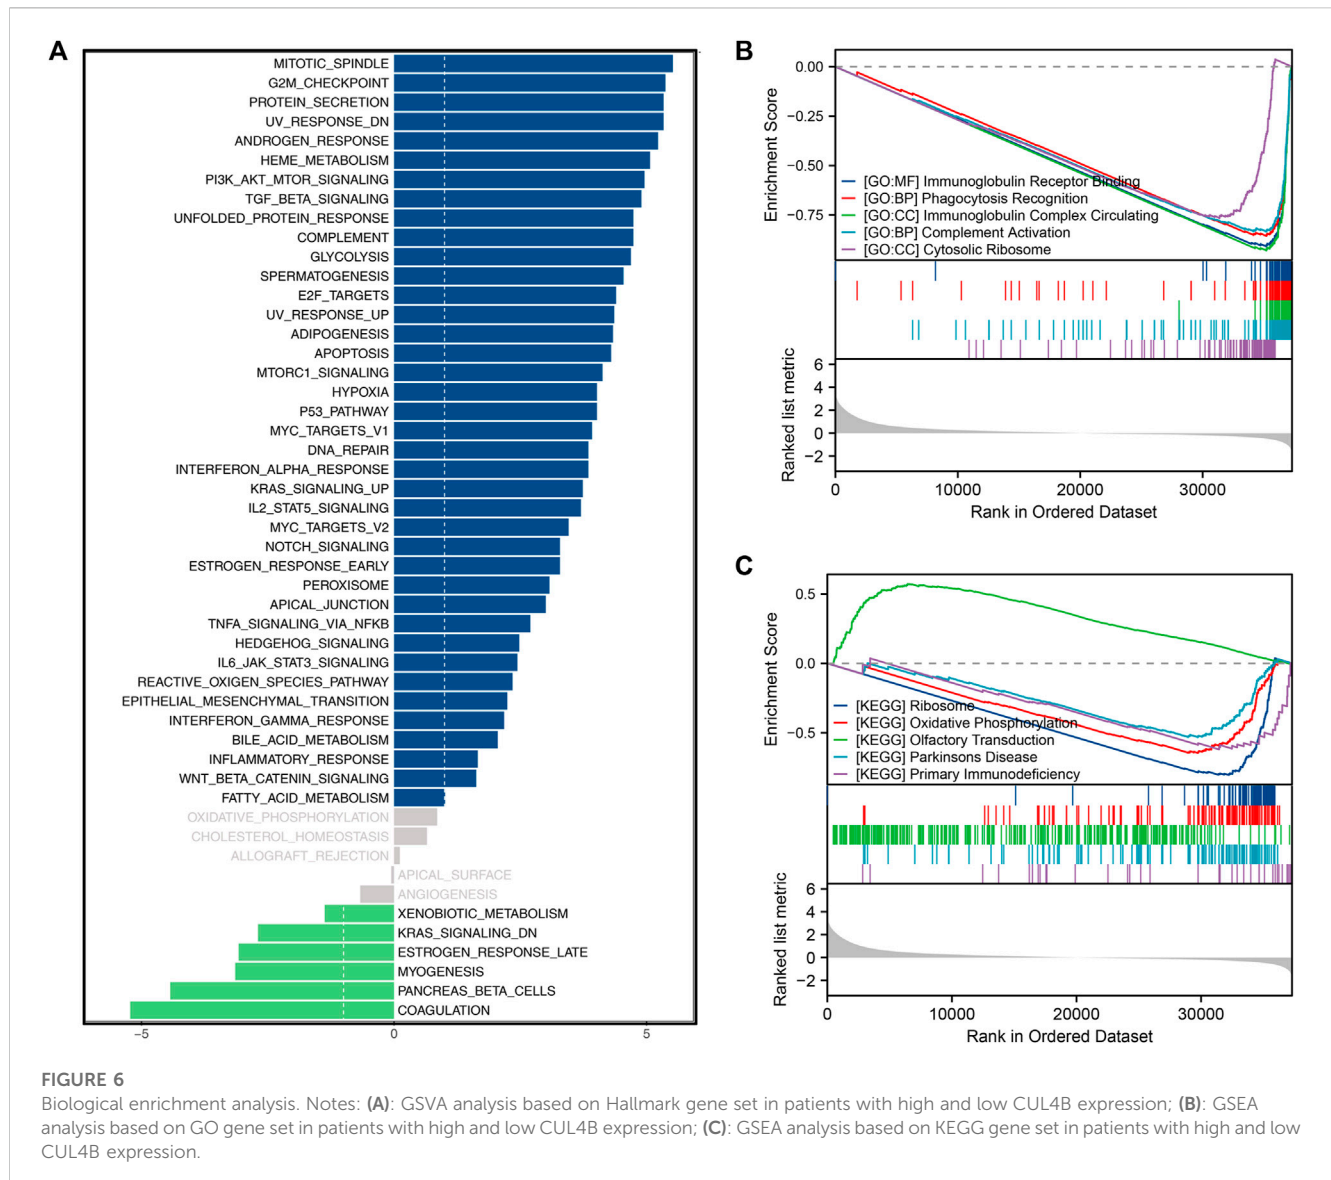 A
MITOTIC_SPINDLE
G2M_CHECKPOINT
PROTEIN_SECRETION
UV_RESPONSE_DN
ANDROGEN_RESPONSE
HEME_METABOLISM
PI3K_AKT_MTOR_SIGNALING
TGF_BETA_SIGNALING
UNFOLDED_PROTEIN_RESPONSE
COMPLEMENT
GLYCOLYSIS
SPERMATOGENESIS
E2F_TARGETS
UV_RESPONSE_UP
ADIPOGENESIS
APOPTOSIS
MTORC1_SIGNALING
HYPOXIA
P53_PATHWAY
MYC_TARGETS_V1
DNA_REPAIR
INTERFERON_ALPHA_RESPONSE
KRAS_SIGNALING_UP
IL2_STAT5_SIGNALING
MYC_TARGETS_V2
NOTCH_SIGNALING
ESTROGEN_RESPONSE_EARLY
PEROXISOME
APICAL_JUNCTION
TNFA_SIGNALING_VIA_NFKB
HEDGEHOG_SIGNALING
IL6_JAK_STAT3_SIGNALING
REACTIVE_OXIGEN_SPECIES_PATHWAY
EPITHELIAL_MESENCHYMAL_TRANSITION
INTERFERON_GAMMA_RESPONSE
BILE_ACID_METABOLISM
INFLAMMATORY_RESPONSE
WNT_BETA_CATENIN_SIGNALING
FATTY_ACID_METABOLISM
OXIDATIVE_PHOSPHORYLATION
CHOLESTEROL_HOMEOSTASIS
ALLOGRAFT_REJECTION
APICAL_SURFACE
ANGIOGENESIS
XENOBIOTIC_METABOLISM
KRAS_SIGNALING_DN
ESTROGEN_RESPONSE_LATE
MYOGENESIS
PANCREAS_BETA_CELLS
COAGULATION
−5 0 5
B
Enrichment Score
0.00
−0.25
−0.50
−0.75
[GO:MF] Immunoglobulin Receptor Binding
[GO:BP] Phagocytosis Recognition
[GO:CC] Immunoglobulin Complex Circulating
[GO:BP] Complement Activation
[GO:CC] Cytosolic Ribosome
Ranked list metric
6
4
2
0
−2
0 10000 20000 30000
Rank in Ordered Dataset
C
Enrichment Score
0.5
0.0
−0.5
[KEGG] Ribosome
[KEGG] Oxidative Phosphorylation
[KEGG] Olfactory Transduction
[KEGG] Parkinsons Disease
[KEGG] Primary Immunodeficiency
Ranked list metric
6
4
2
0
−2
0 10000 20000 30000
Rank in Ordered Dataset
FIGURE 6
Biological enrichment analysis. Notes: (A): GSVA analysis based on Hallmark gene set in patients with high and low CUL4B expression; (B): GSEA
analysis based on GO gene set in patients with high and low CUL4B expression; (C): GSEA analysis based on KEGG gene set in patients with high and low
CUL4B expression.